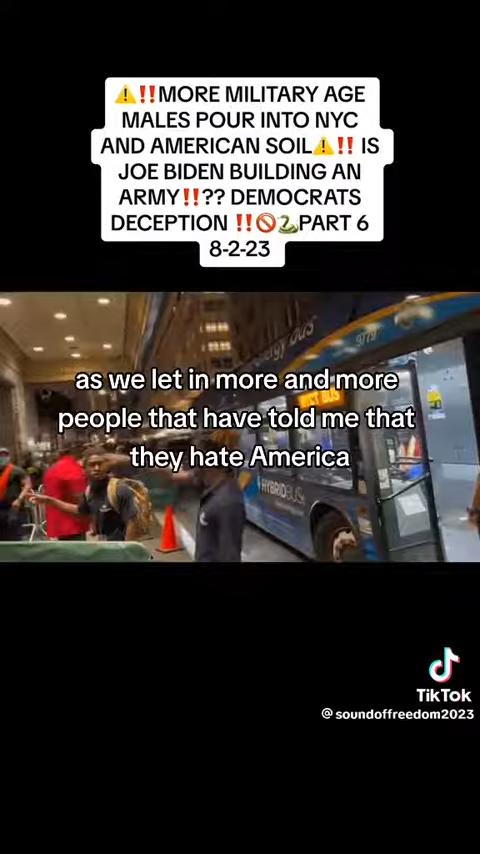 ⚠️‼️MORE MILITARY AGE
MALES POUR INTO NYC
AND AMERICAN SOIL⚠️‼️ IS
JOE BIDEN BUILDING AN
ARMY‼️?? DEMOCRATS
DECEPTION ‼️🚫🐍PART 6
8-2-23
9779
HYBRIDBUS
as we let in more and more
people that have told me that
they hate America
TikTok
@ soundoffreedom2023